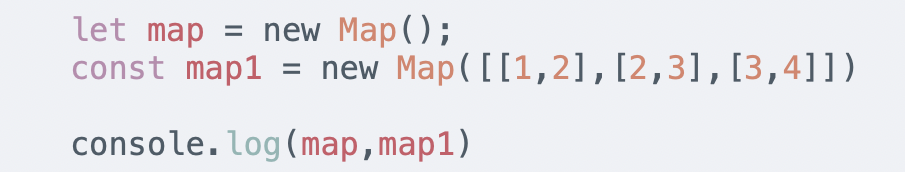 let map = new Map();
const map1 = new Map([[1,2],[2,3],[3,4]])
console.log(map,map1)